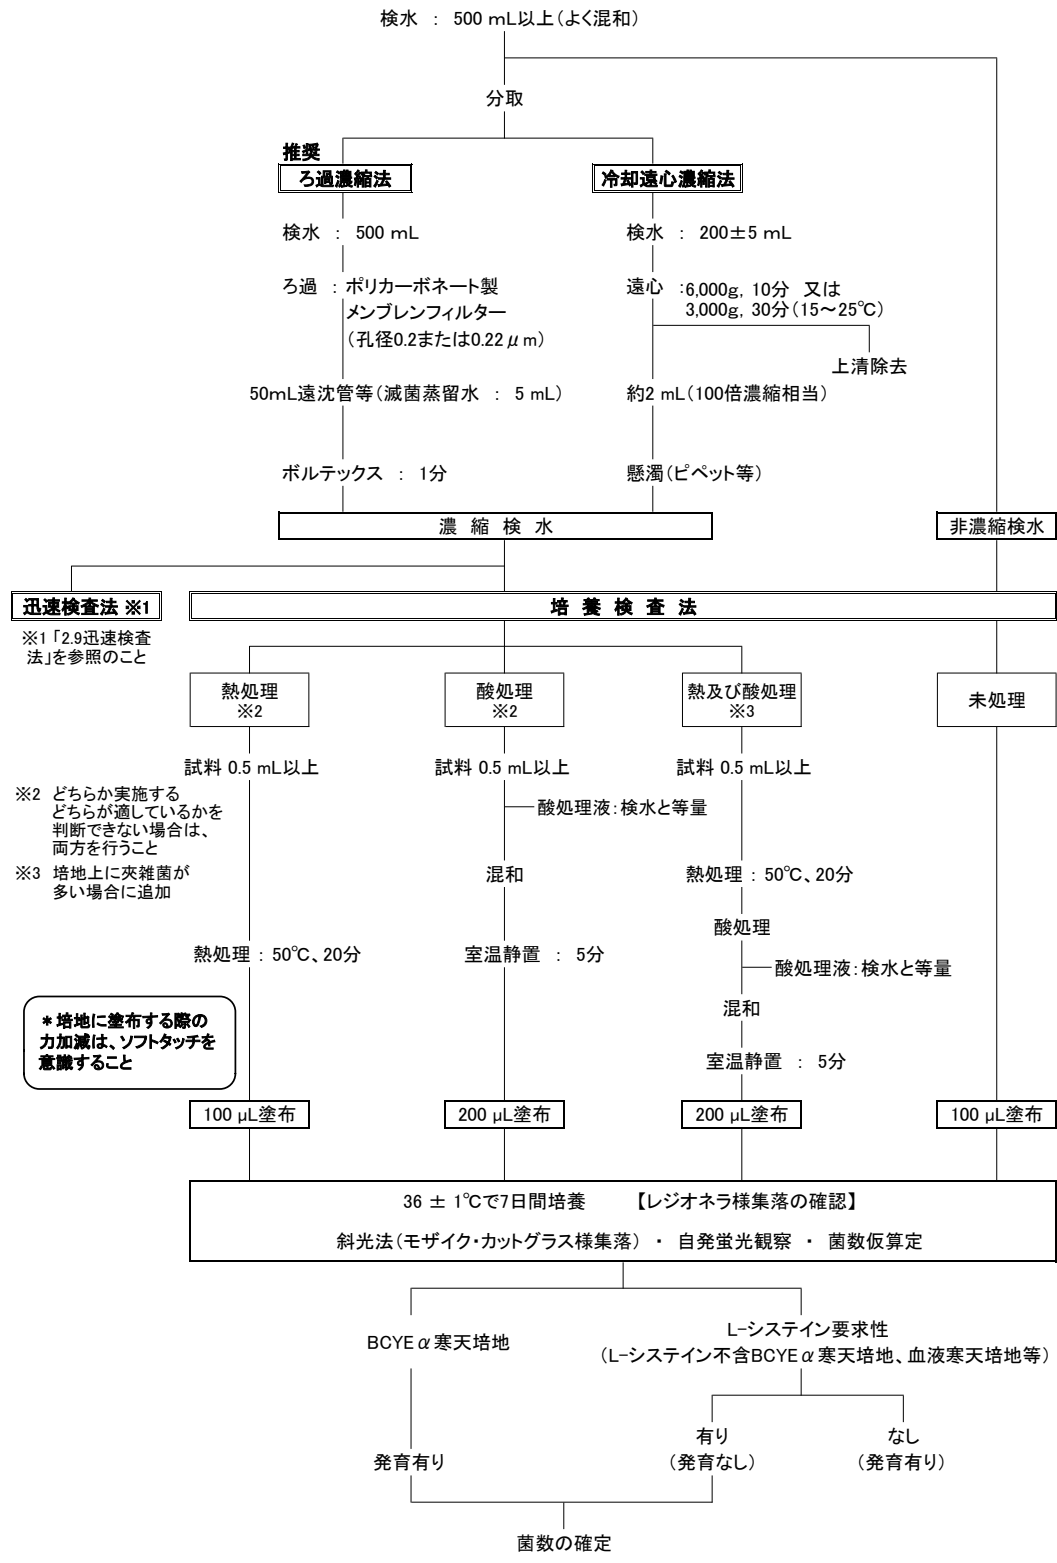 検水 ： 500 mL以上（よく混和）
分取
推奨
ろ過濃縮法
冷却遠心濃縮法
検水 ： 500 mL
検水 ： 200±5 mL
ろ過 ：ポリカーボネート製
メンブレンフィルター
（孔径0.2または0.22μm）
遠心 ：6,000g, 10分 又は
3,000g, 30分（15～25℃）
上清除去
50mL遠沈管等（滅菌蒸留水 ： 5 mL）
約2 mL（100倍濃縮相当）
ボルテックス ： 1分
懸濁（ピペット等）
濃 縮 検 水
非濃縮検水
迅速検査法 ※1
培 養 検 査 法
※1 「2.9迅速検査
法」を参照のこと
熱処理
※2
酸処理
※2
熱及び酸処理
※3
未処理
試料 0.5 mL以上
試料 0.5 mL以上
試料 0.5 mL以上
※2 どちらか実施する
どちらが適しているかを
判断できない場合は、
両方を行うこと
※3 培地上に夾雑菌が
多い場合に追加
酸処理液：検水と等量
混和
熱処理 ： 50℃、20分
酸処理
熱処理 ： 50℃、20分
室温静置 ： 5分
酸処理液：検水と等量
混和
室温静置 ： 5分
＊培地に塗布する際の
力加減は、ソフトタッチを
意識すること
100 μL塗布
200 μL塗布
200 μL塗布
100 μL塗布
36 ± 1℃で7日間培養 【レジオネラ様集落の確認】
斜光法（モザイク・カットグラス様集落） ・ 自発蛍光観察 ・ 菌数仮算定
BCYEα寒天培地
L-システイン要求性
（L-システイン不含BCYEα寒天培地、血液寒天培地等）
有り
（発育なし）
なし
（発育有り）
発育有り
菌数の確定